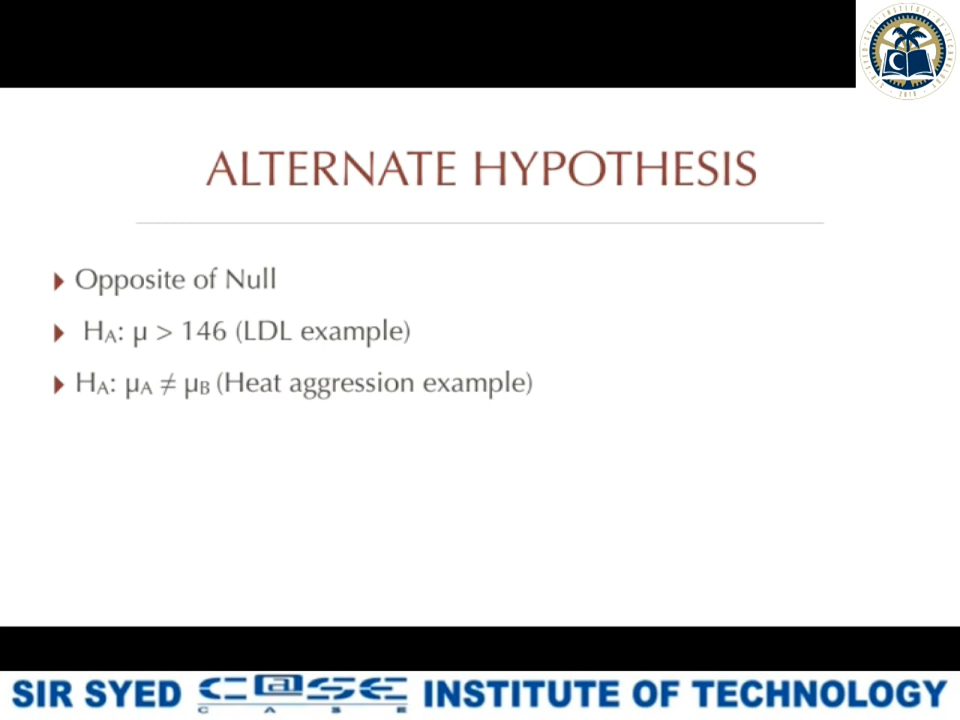 ALTERNATE HYPOTHESIS
Opposite of Null
HA: μ > 146 (LDL example)
HA: μA ≠ μB (Heat aggression example)
SIR SYED C@SE INSTITUTE OF TECHNOLOGY
C A S E